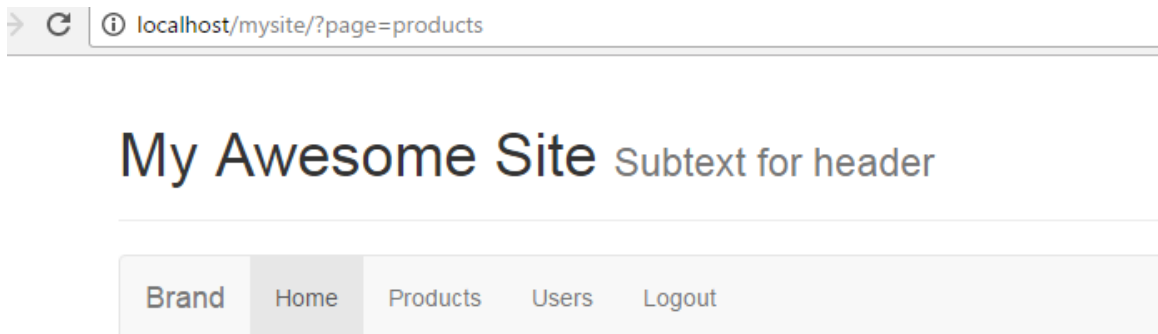 localhost/mysite/?page=products
My Awesome Site Subtext for header
Brand Home Products Users Logout